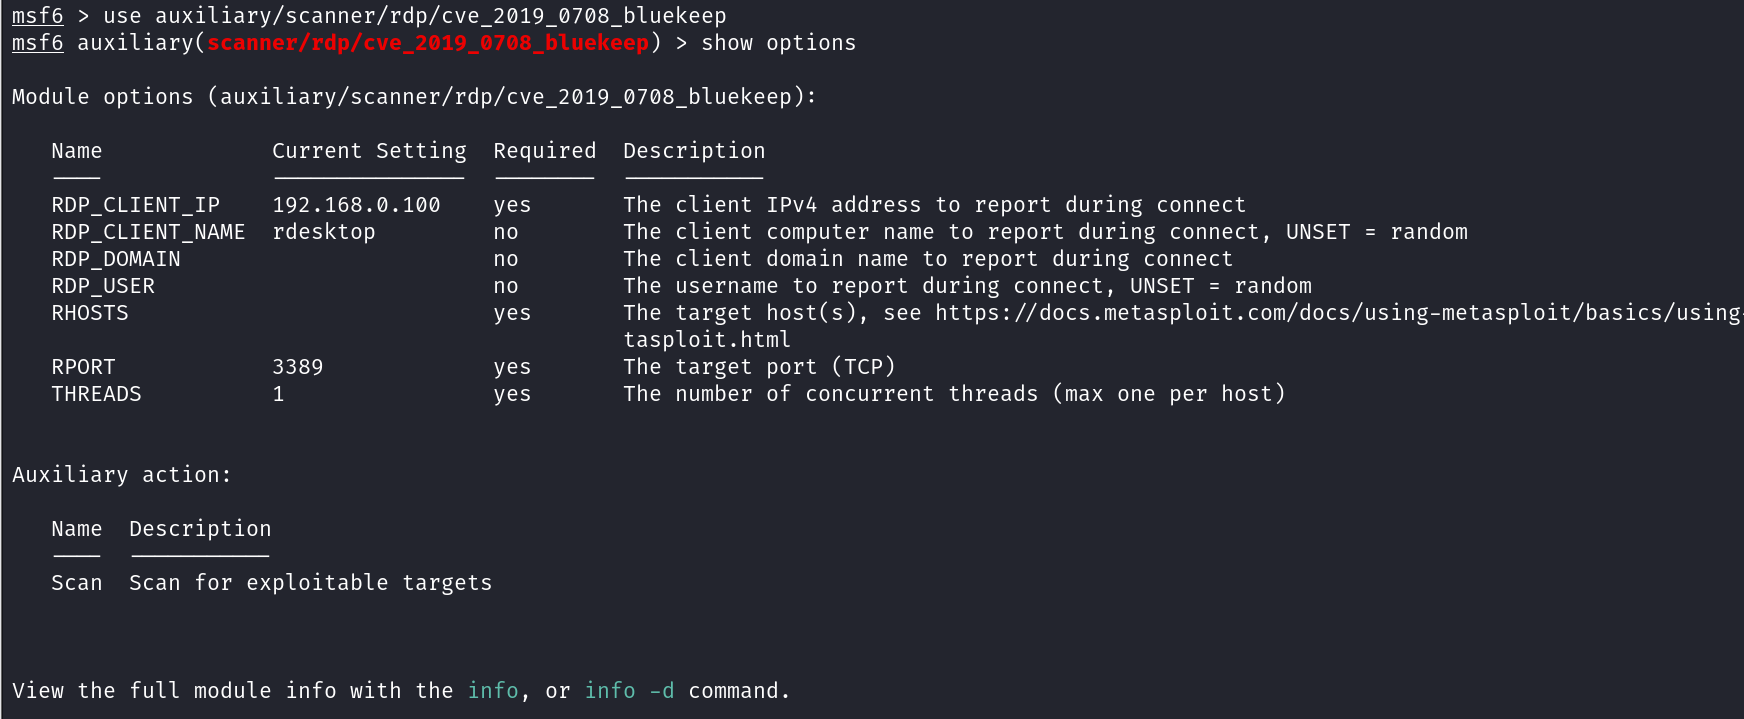 msf6 > use auxiliary/scanner/rdp/cve_2019_0708_bluekeep
msf6 auxiliary(scanner/rdp/cve_2019_0708_bluekeep) > show options
Module options (auxiliary/scanner/rdp/cve_2019_0708_bluekeep):
Name Current Setting Required Description
---- --------------- -------- -----------
RDP_CLIENT_IP 192.168.0.100 yes The client IPv4 address to report during connect
RDP_CLIENT_NAME rdesktop no The client computer name to report during connect, UNSET = random
RDP_DOMAIN no The client domain name to report during connect
RDP_USER no The username to report during connect, UNSET = random
RHOSTS yes The target host(s), see https://docs.metasploit.com/docs/using-metasploit/basics/using-
tasploit.html
RPORT 3389 yes The target port (TCP)
THREADS 1 yes The number of concurrent threads (max one per host)
Auxiliary action:
Name Description
---- -----------
Scan Scan for exploitable targets
View the full module info with the info, or info -d command.